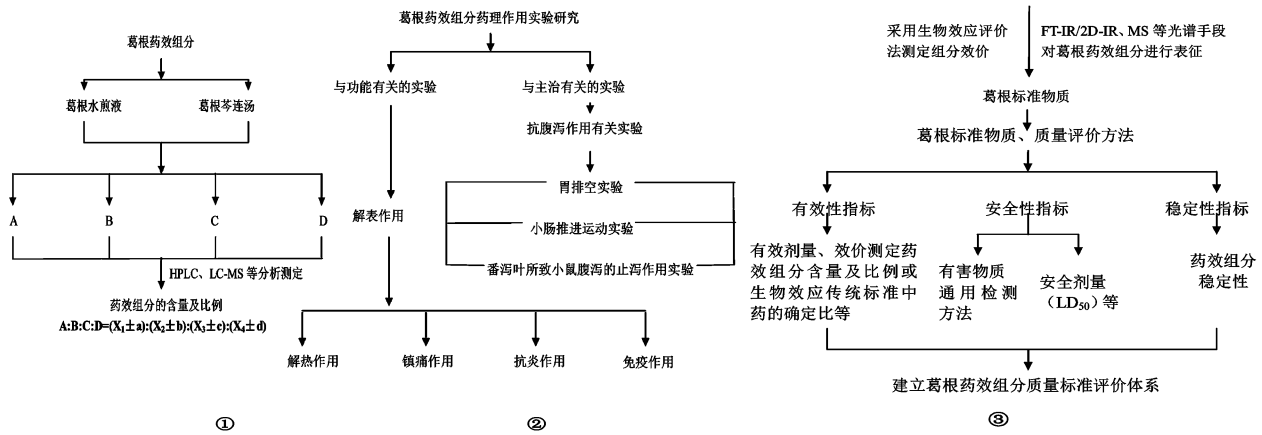 葛根药效组分
葛根水煎液
葛根芩连汤
A
B
C
D
HPLC、LC-MS 等分析测定
药效组分的含量及比例
A:B:C:D=(X₁±a):(X₂±b):(X₃±c):(X₄±d)
①
葛根药效组分药理作用实验研究
与功能有关的实验
与主治有关的实验
抗腹泻作用有关实验
胃排空实验
解表作用
小肠推进运动实验
番泻叶所致小鼠腹泻的止泻作用实验
解热作用
镇痛作用
抗炎作用
免疫作用
②
采用生物效应评价
法测定组分效价
FT-IR/2D-IR、MS 等光谱手段
对葛根药效组分进行表征
葛根标准物质
葛根标准物质、质量评价方法
有效性指标
安全性指标
稳定性指标
有效剂量、效价测定药
效组分含量及比例或
生物效应传统标准中
药的确定比等
有害物质
通用检测
方法
安全剂量
（LD₅₀）等
药效组分
稳定性
建立葛根药效组分质量标准评价体系
③